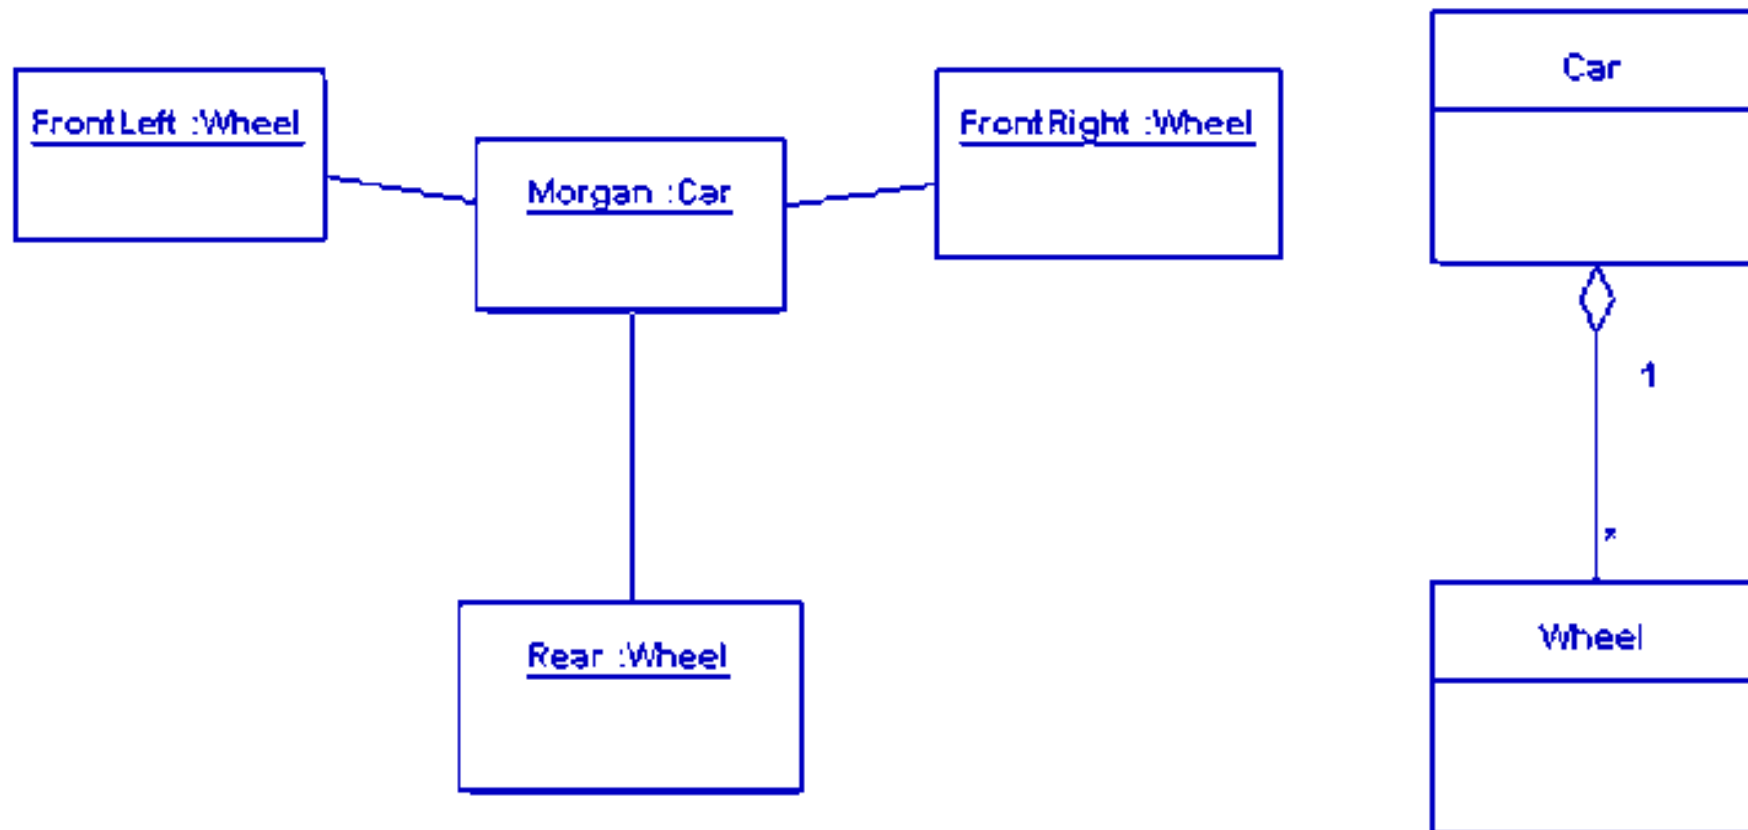 FrontLeft :Wheel
Morgan :Car
FrontRight :Wheel
Rear :Wheel
Car
1
*
Wheel